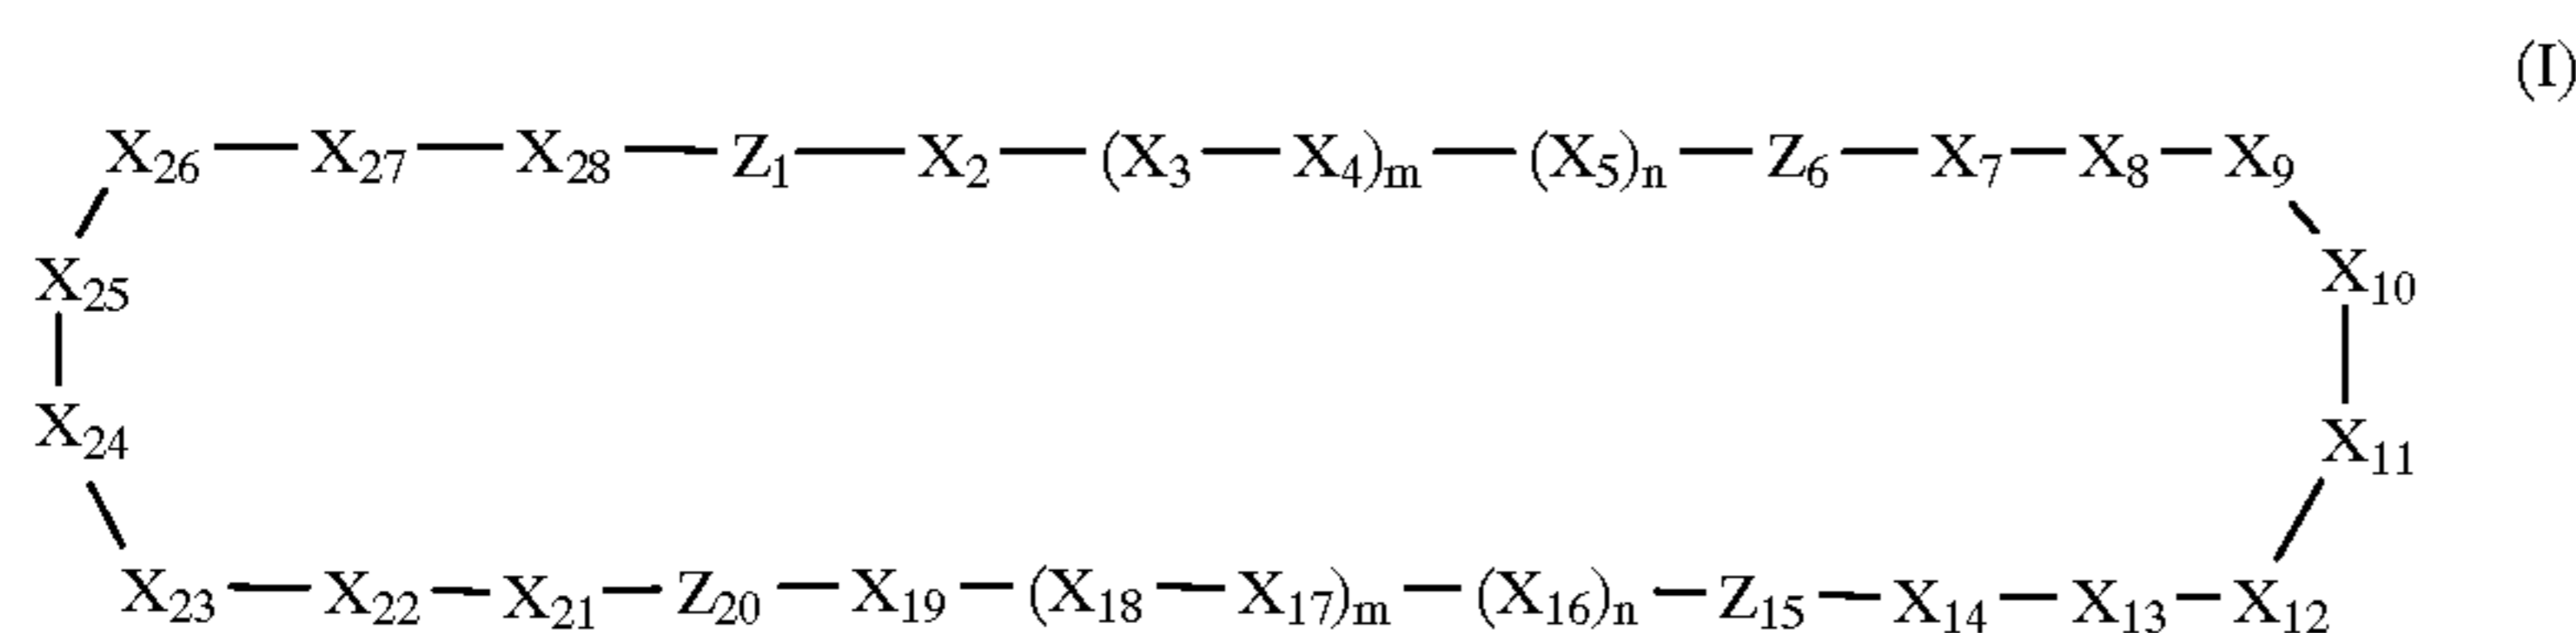 (I)
X₂₆—X₂₇—X₂₈—Z₁—X₂—(X₃—X₄)ₘ—(X₅)ₙ—Z₆—X₇—X₈—X₉
X₂₅ X₁₀
X₂₄ X₁₁
X₂₃—X₂₂—X₂₁—Z₂₀—X₁₉—(X₁₈—X₁₇)ₘ—(X₁₆)ₙ—Z₁₅—X₁₄—X₁₃—X₁₂